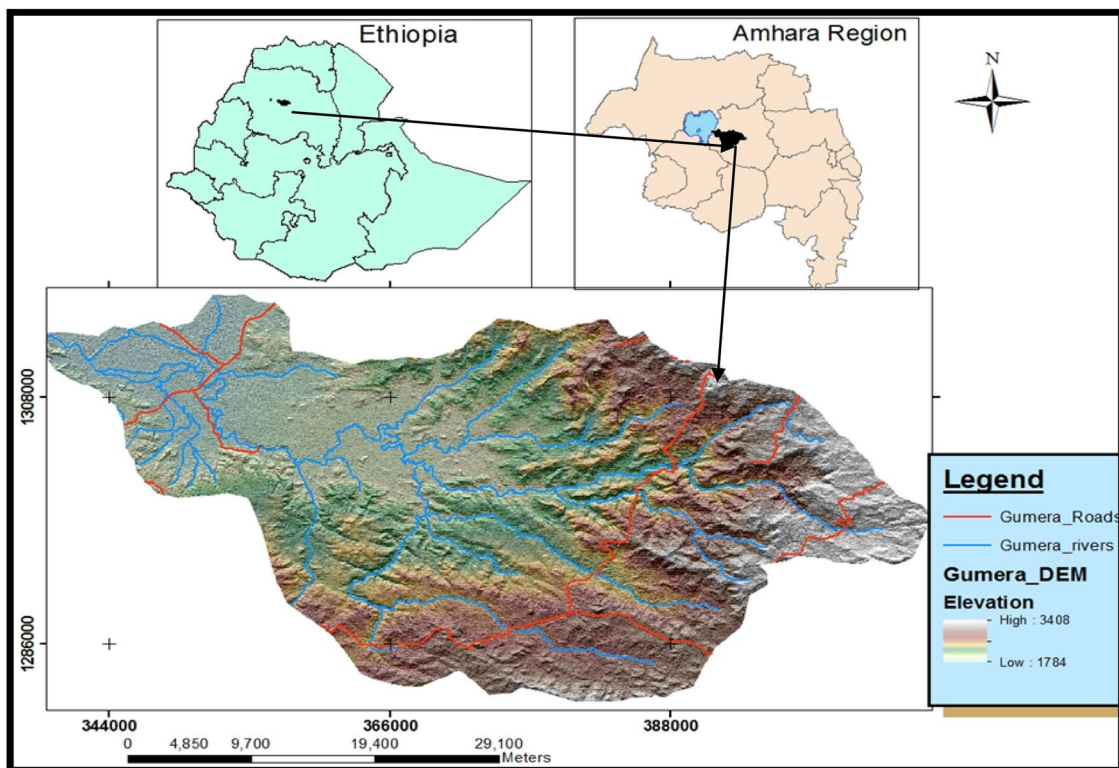 Ethiopia
Amhara Region
N
1308000
1286000
344000
366000
388000
0 4,850 9,700 19,400 29,100
Meters
Legend
Gumera_Roads
Gumera_rivers
Gumera_DEM
Elevation
High : 3408
Low : 1784